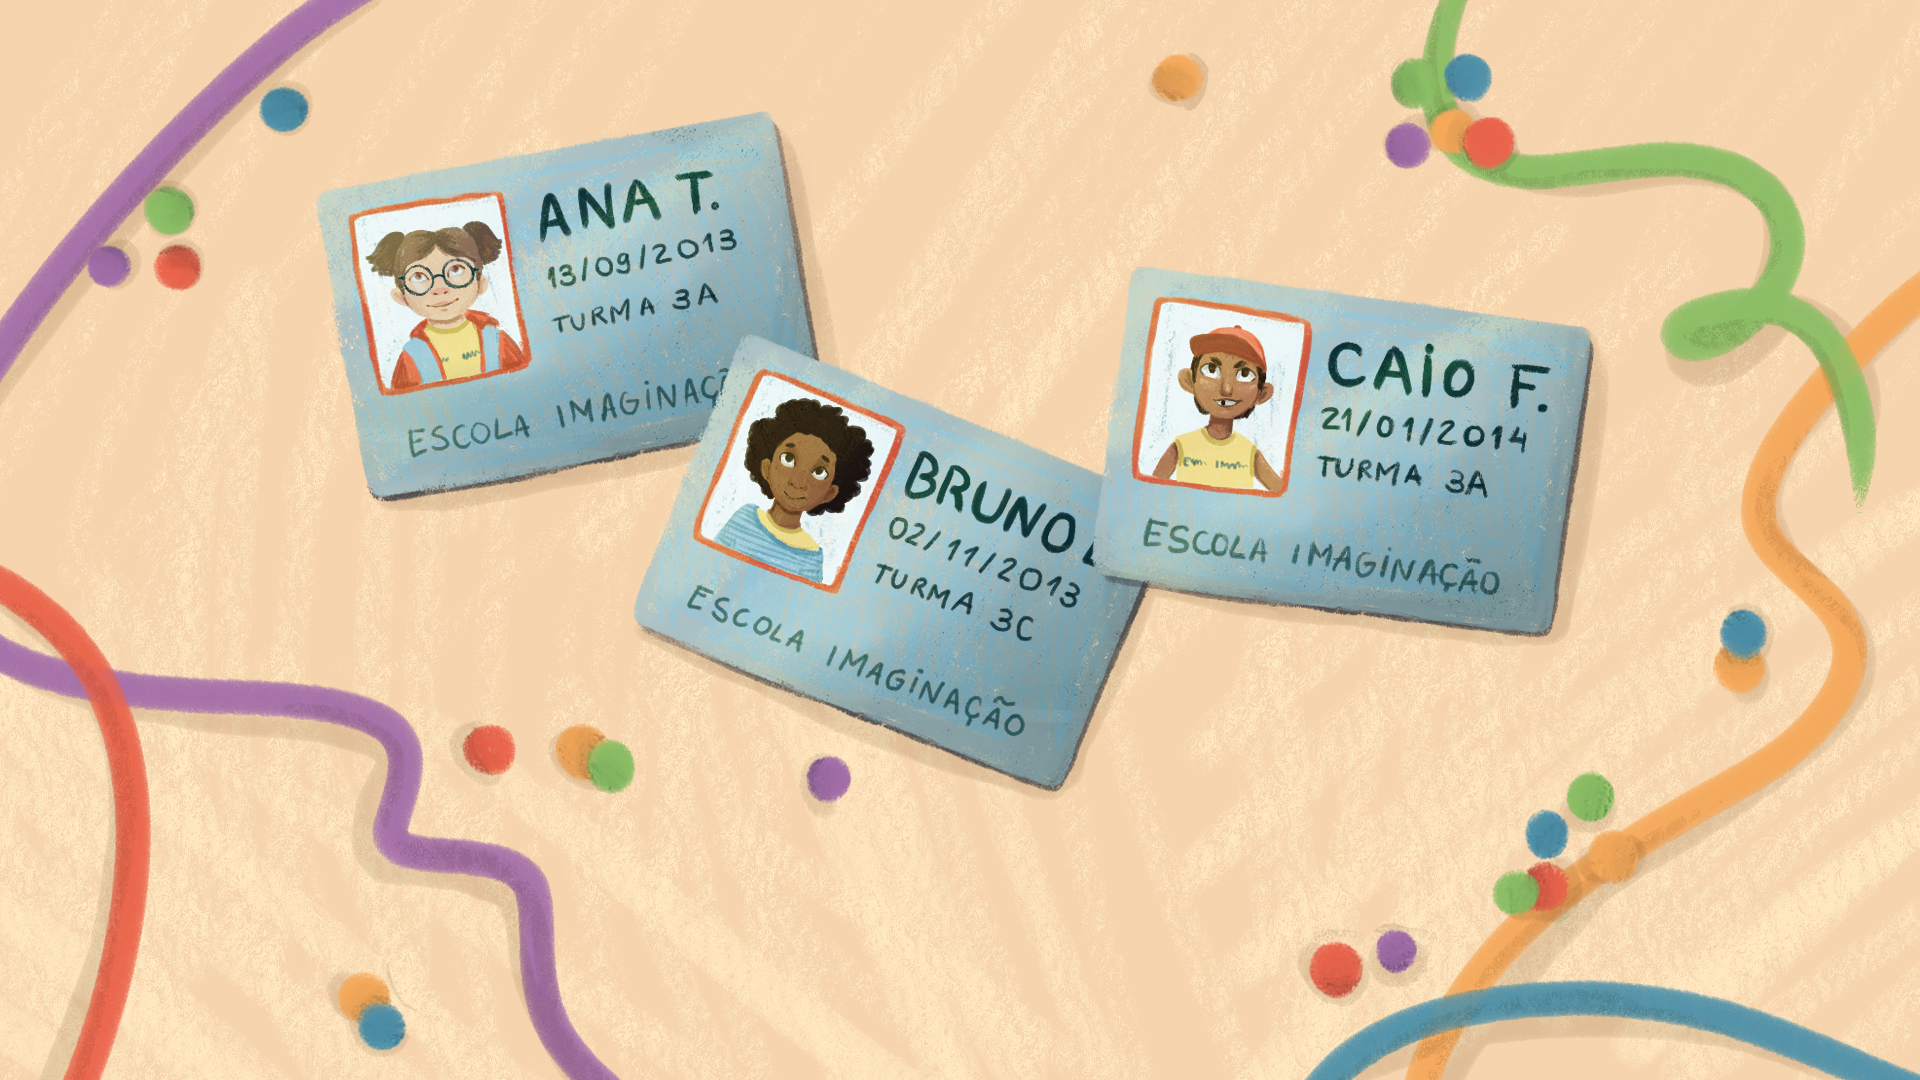 ANA T.
13/09/2013
TURMA 3A
ESCOLA IMAGINAÇ
BRUNO
02/11/2013
TURMA 3C
ESCOLA IMAGINAÇÃO
CAIO F.
21/01/2014
TURMA 3A
ESCOLA IMAGINAÇÃO